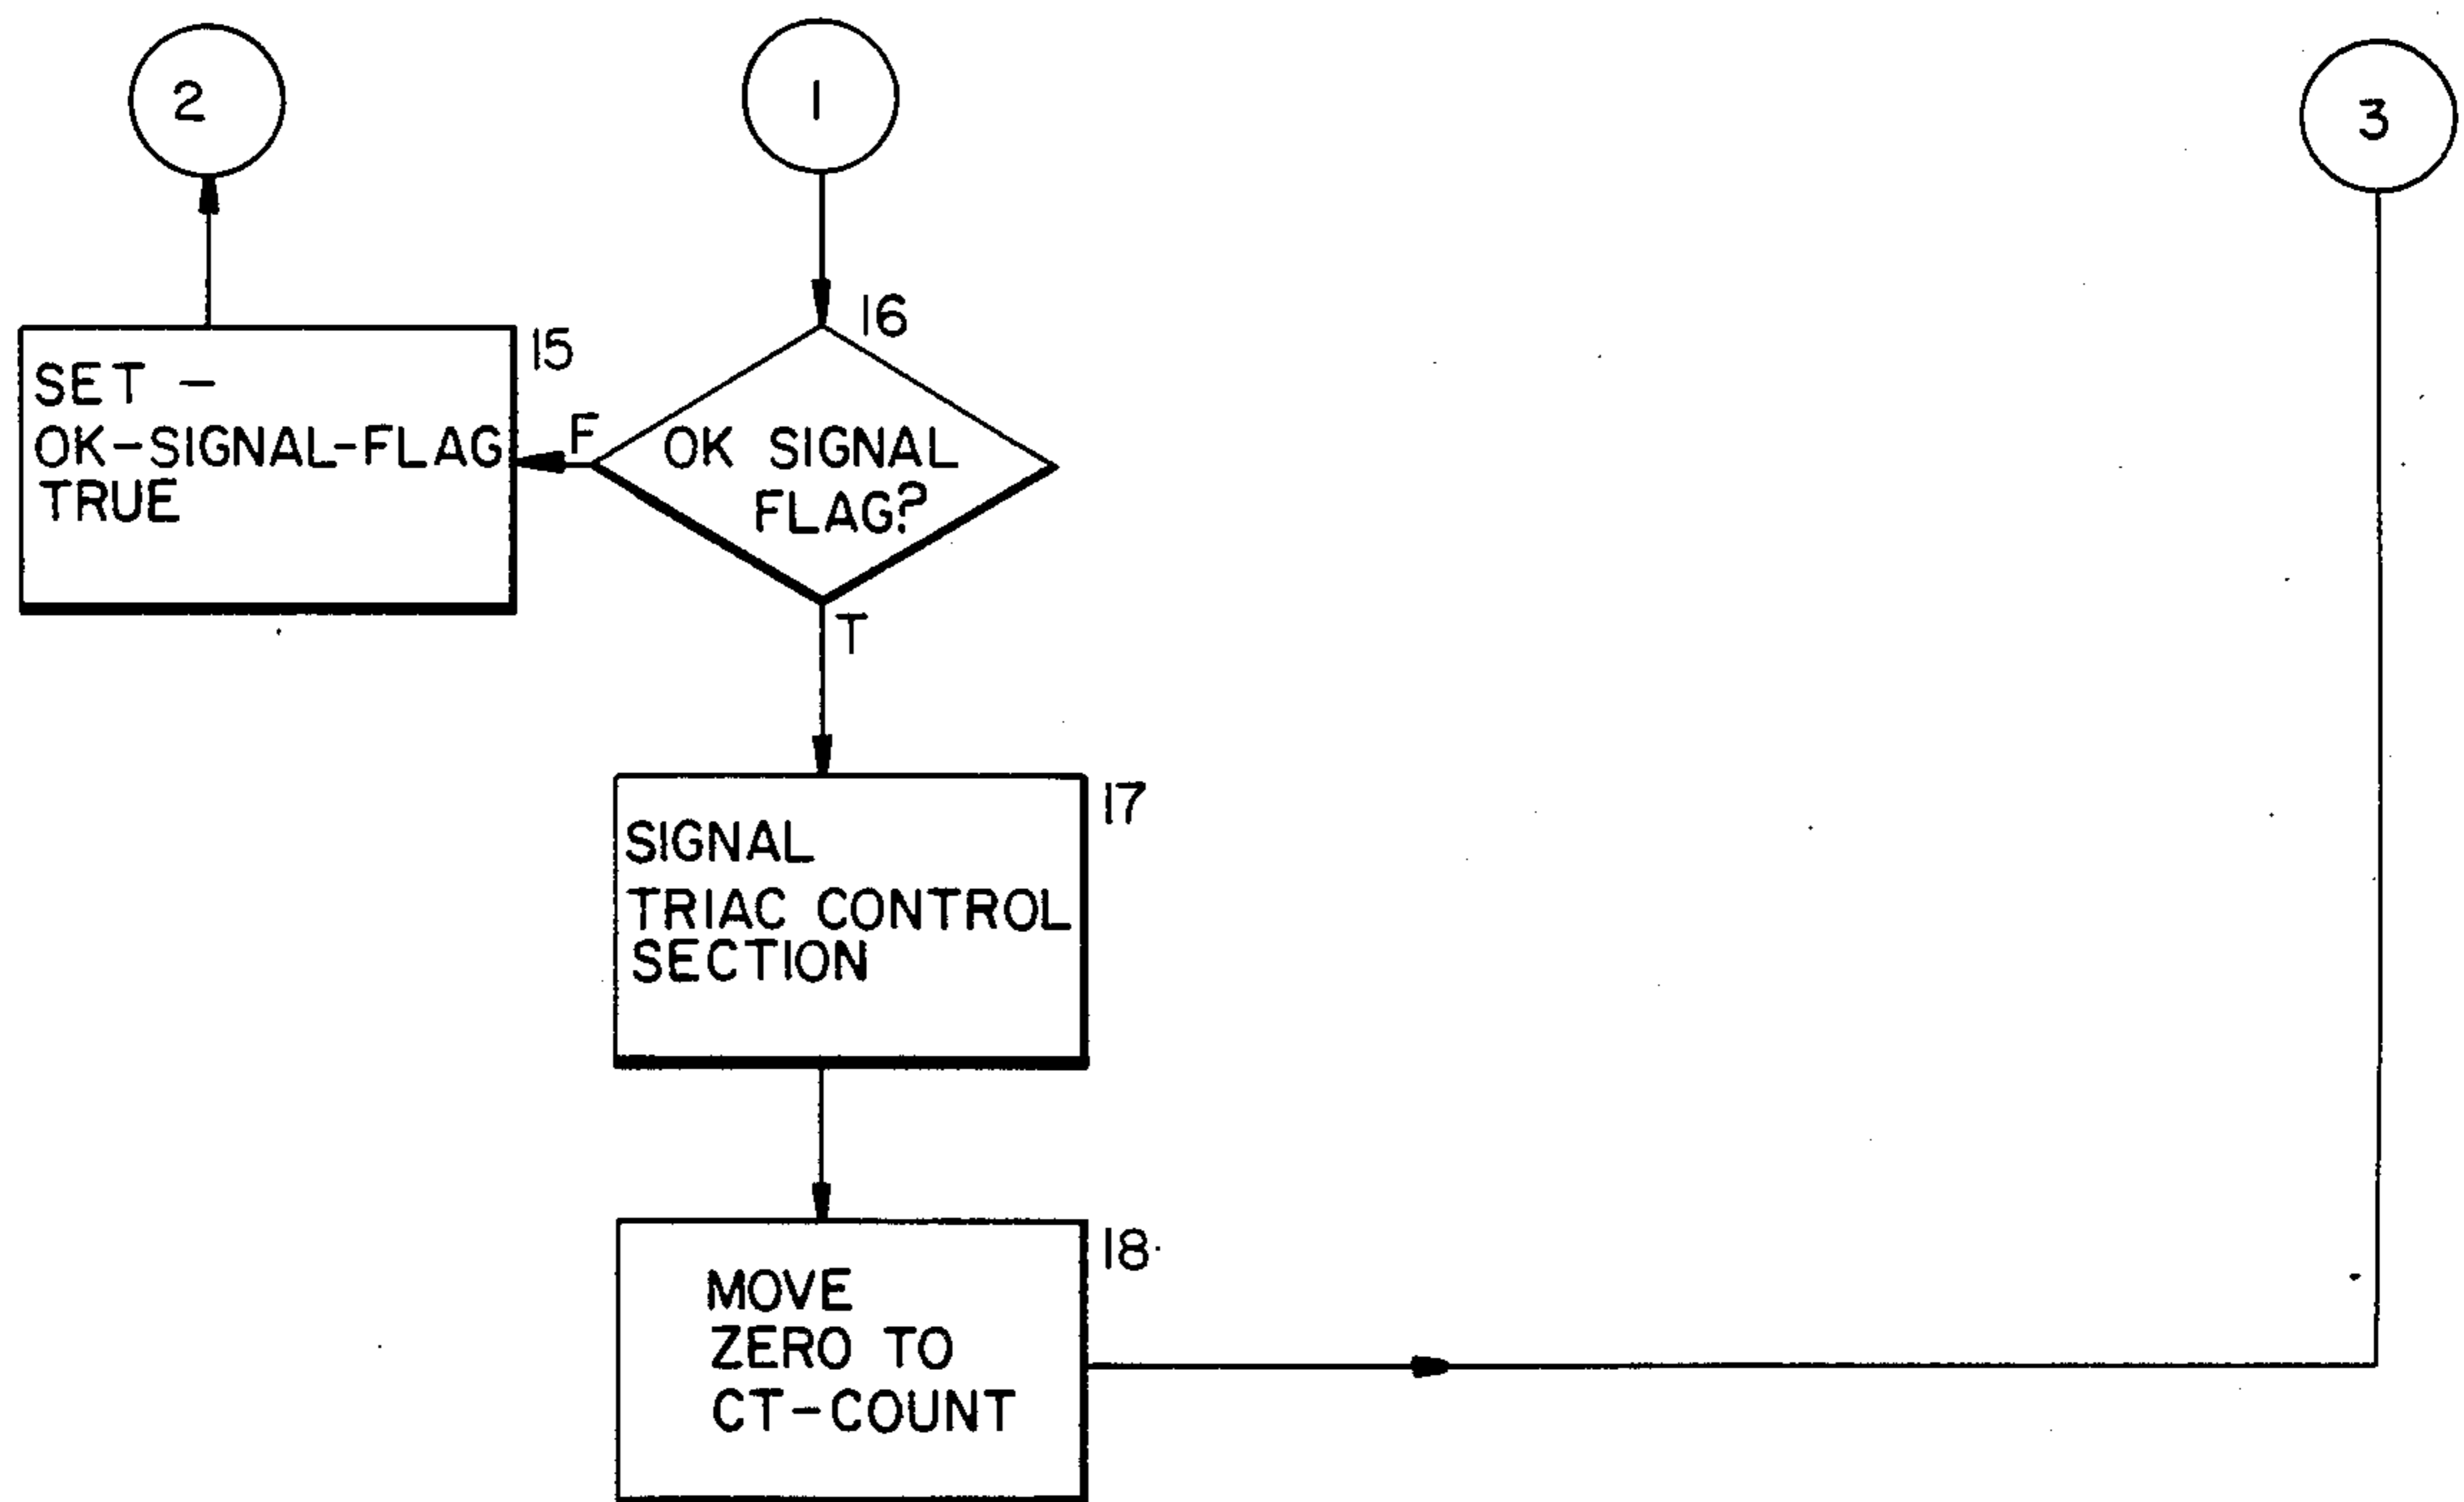 2
1
3
16
15
SET –
OK-SIGNAL-FLAG
TRUE
F
OK SIGNAL
FLAG?
T
17
SIGNAL
TRIAC CONTROL
SECTION
18
MOVE
ZERO TO
CT-COUNT